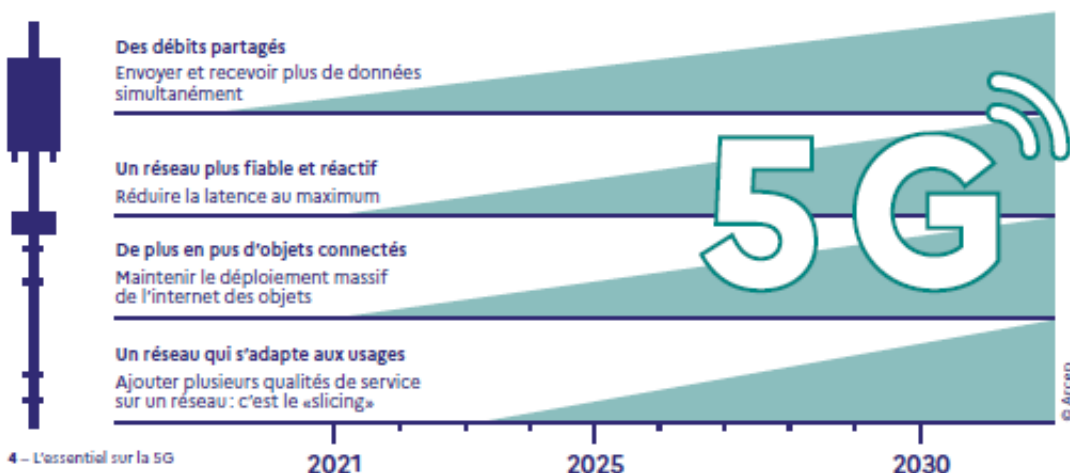 Des débits partagés
Envoyer et recevoir plus de données
simultanément
Un réseau plus fiable et réactif
Réduire la latence au maximum
De plus en pus d'objets connectés
Maintenir le déploiement massif
de l'internet des objets
Un réseau qui s'adapte aux usages
Ajouter plusieurs qualités de service
sur un réseau : c'est le «slicing»
5G
© Arcep
4 – L'essentiel sur la 5G
2021
2025
2030